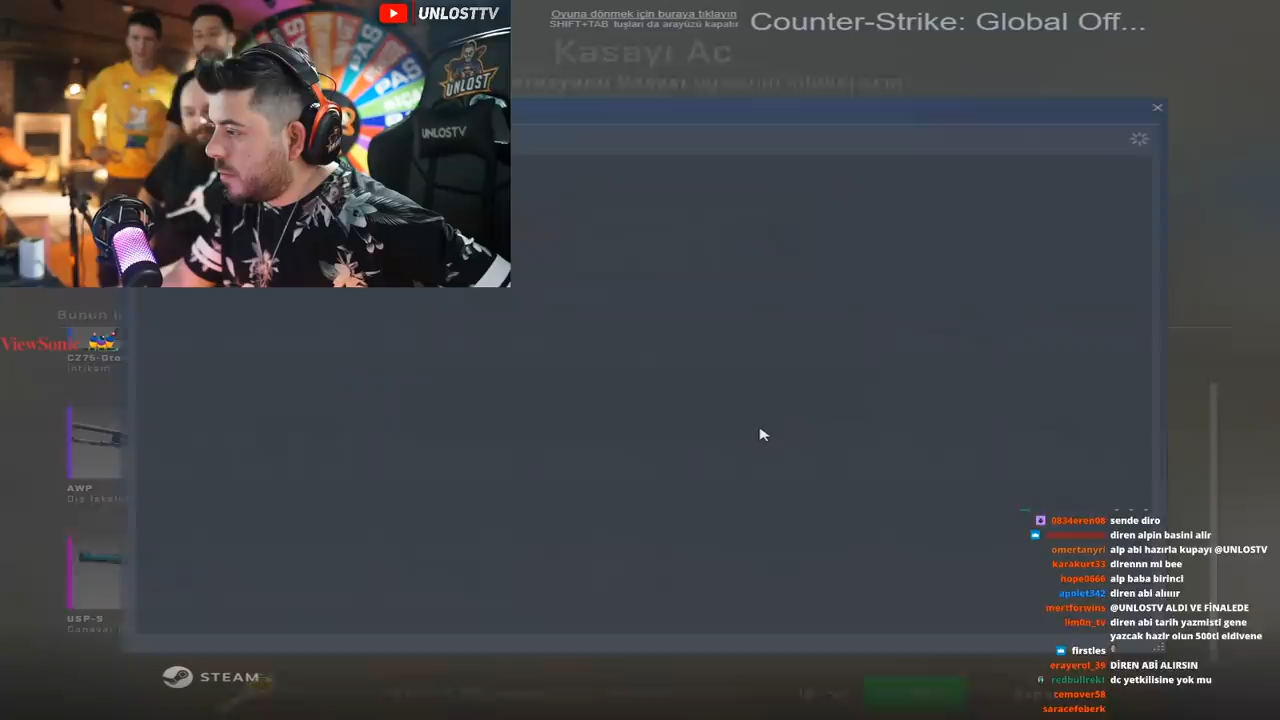 UNLOSTTV
Oyuna dönmek için buraya tıklayın
SHIFT+TAB tuşları da arayüzü kapatır
Counter-Strike: Global Off...
Kasayı Aç
UNLOST
UNLOSTV
PAS
Bunun i
ViewSonic
CZ75-Oto
İntikam
AWP
USP-S
STEAM
0834eren08 sende diro
diren alpin basini alir
omertanyri alp abi hazırla kupayı @UNLOSTV
karakurt33 dirennn mi bee
hope0666 alp baba birinci
apolet342 diren abi alıııır
mertforwins @UNLOSTV ALDI VE FİNALEDE
lim0n_tv diren abi tarih yazmisti gene
yazcak hazir olun 500tl eldivene
firstles
erayerol_39 DİREN ABİ ALIRSIN
redbullrekt dc yetkilisine yok mu
cemover58
saracefeberk